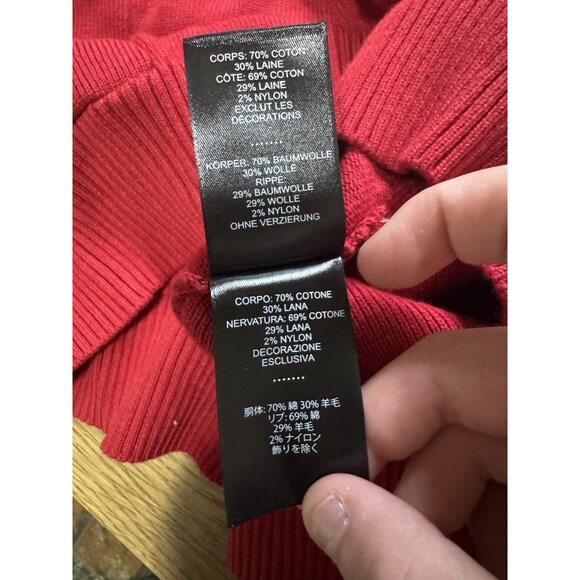 CORPS: 70% COTON
30% LAINE
CÔTE: 69% COTON
29% LAINE
2% NYLON
EXCLUT LES
DÉCORATIONS
.......
KÖRPER: 70% BAUMWOLLE
30% WOLLE
RIPPE:
29% BAUMWOLLE
29% WOLLE
2% NYLON
OHNE VERZIERUNG
CORPO: 70% COTONE
30% LANA
NERVATURA: 69% COTONE
29% LANA
2% NYLON
DECORAZIONE
ESCLUSIVA
.......
胴体: 70% 綿 30% 羊毛
リブ: 69% 綿
29% 羊毛
2% ナイロン
飾りを除く